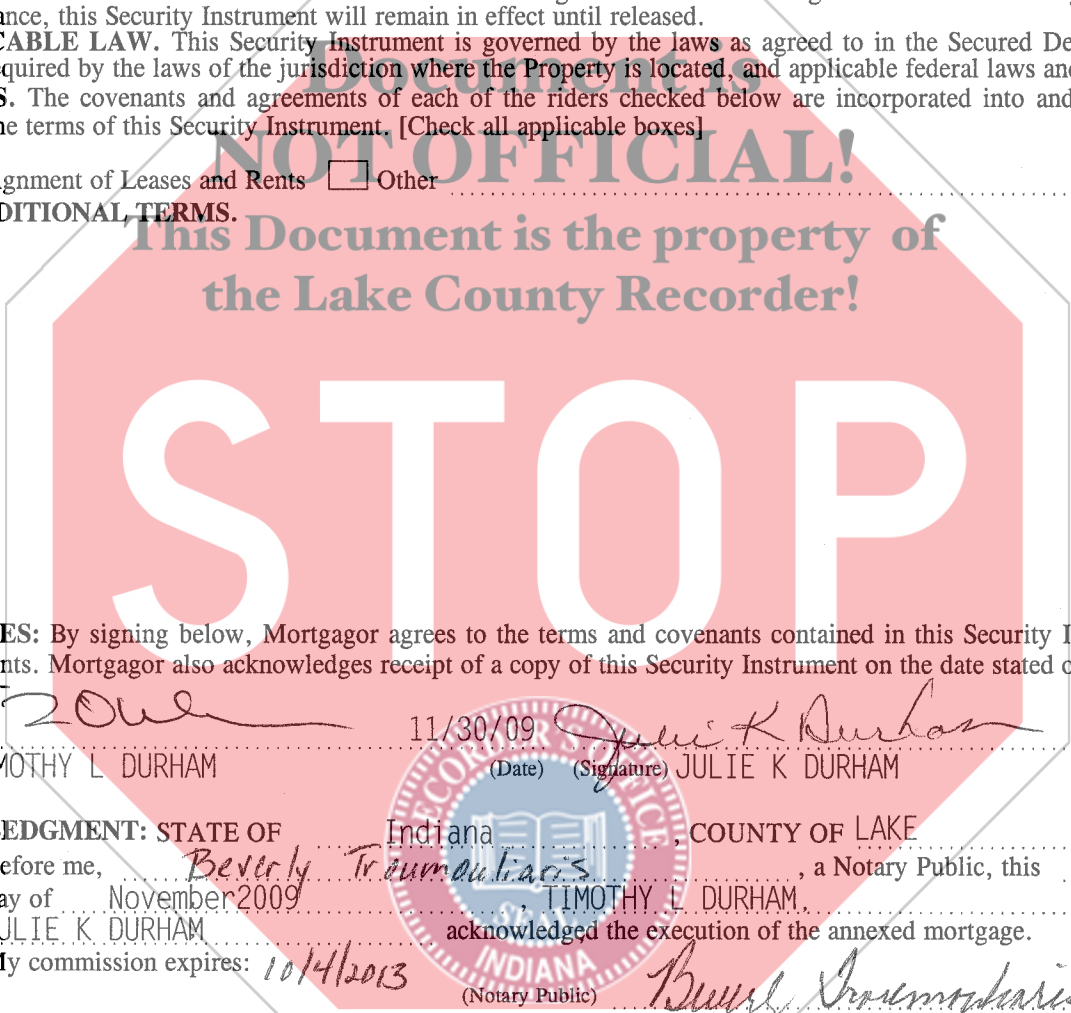 ance, this Security Instrument will remain in effect until released.
CABLE LAW. This Security Instrument is governed by the laws as agreed to in the Secured De
quired by the laws of the jurisdiction where the Property is located, and applicable federal laws an
S. The covenants and agreements of each of the riders checked below are incorporated into and
he terms of this Security Instrument. [Check all applicable boxes]
gnment of Leases and Rents Other
DITIONAL TERMS.
Document is
NOT OFFICIAL!
This Document is the property of
the Lake County Recorder!
STOP
ES: By signing below, Mortgagor agrees to the terms and covenants contained in this Security I
nts. Mortgagor also acknowledges receipt of a copy of this Security Instrument on the date stated o
11/30/09 Julie K Durham
MOTHY L DURHAM (Date) (Signature) JULIE K DURHAM
EDGMENT: STATE OF Indiana, COUNTY OF LAKE
efore me, Beverly, a Notary Public, this
ay of November2009, TIMOTHY L DURHAM,
ULIE K DURHAM acknowledged the execution of the annexed mortgage.
My commission expires: 10/4/2013
(Notary Public)
RECORDER'S OFFICE
SEAL
INDIANA